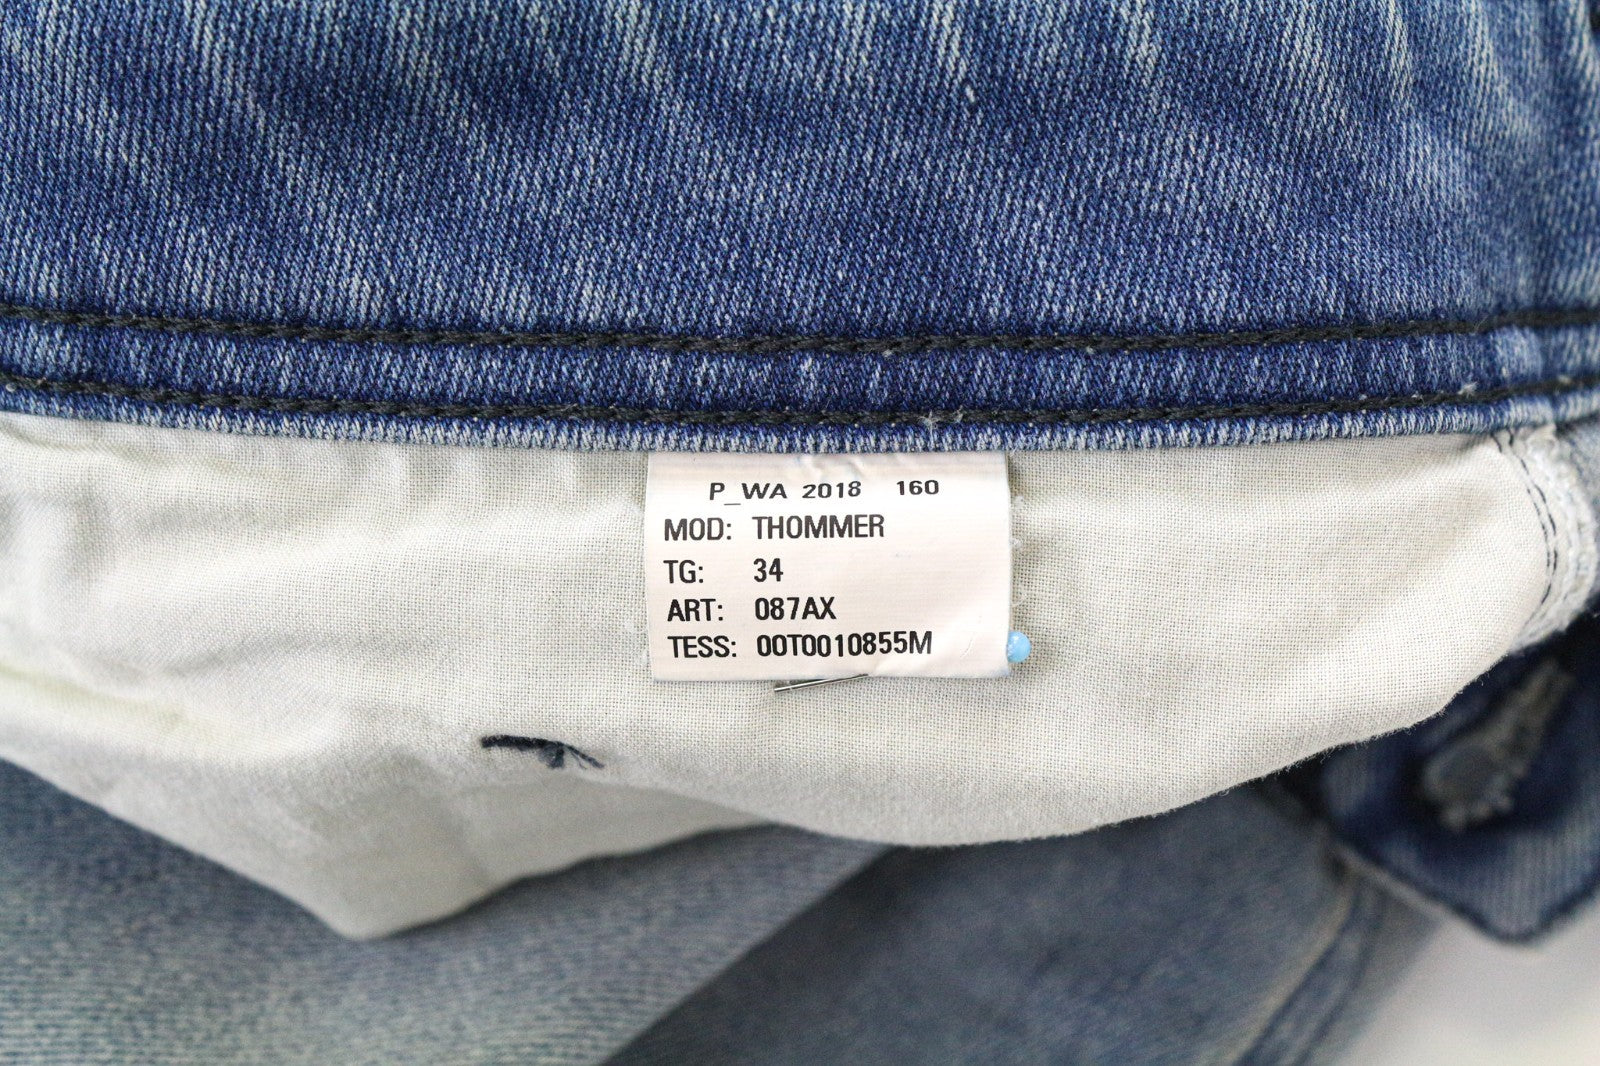 P_WA 2018 160
MOD: THOMMER
TG: 34
ART: 087AX
TESS: 00T0010855M